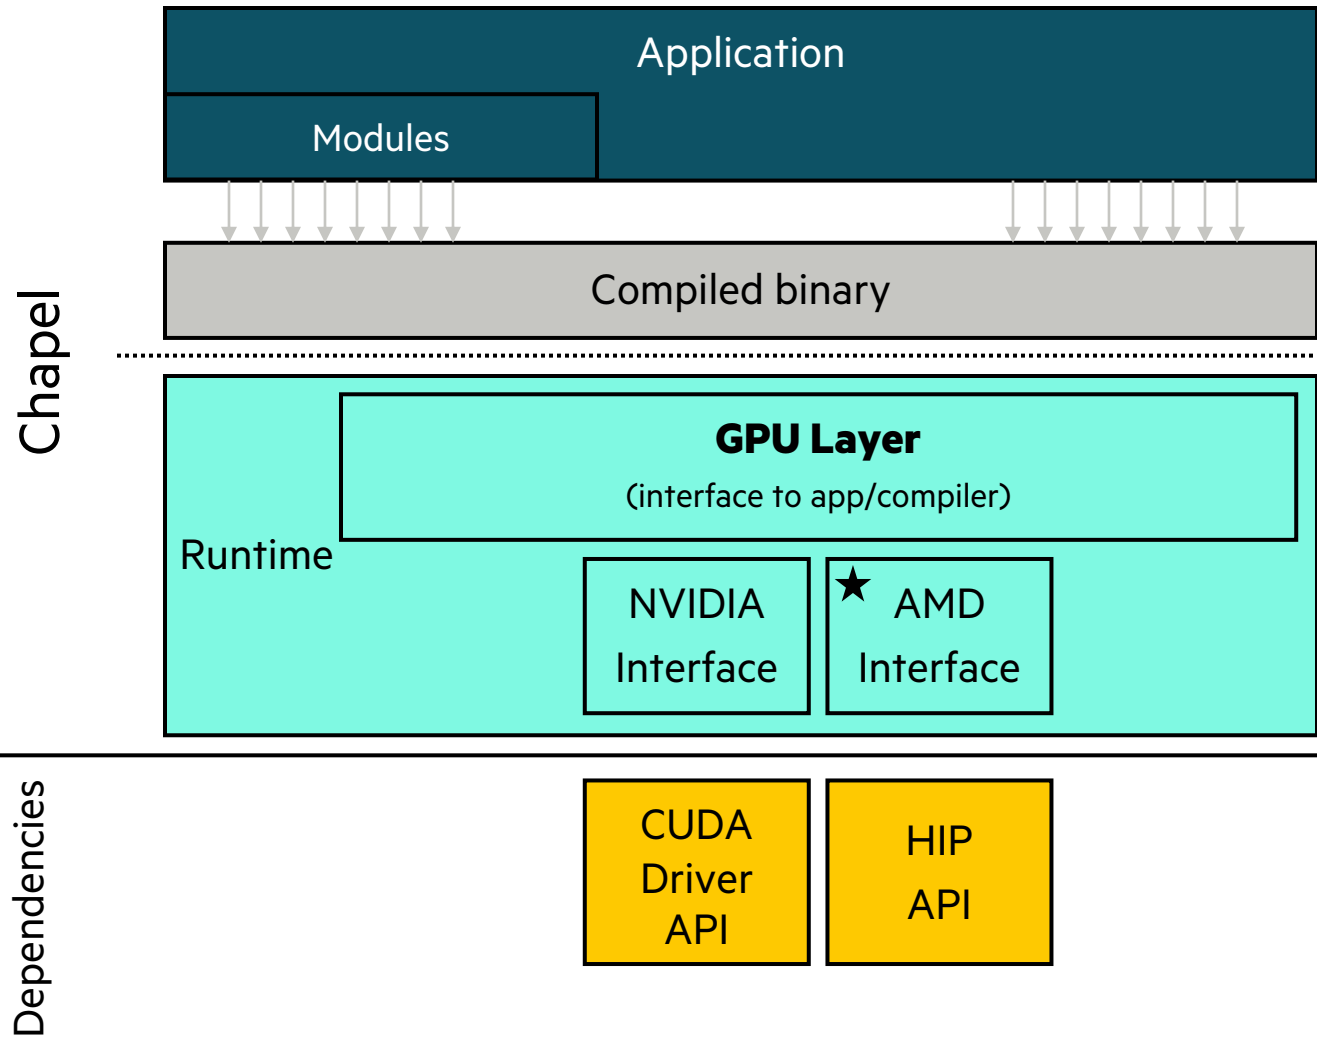 Application
Modules
Compiled binary
Chapel
GPU Layer
(interface to app/compiler)
Runtime
NVIDIA
Interface
AMD
Interface
Dependencies
CUDA
Driver
API
HIP
API